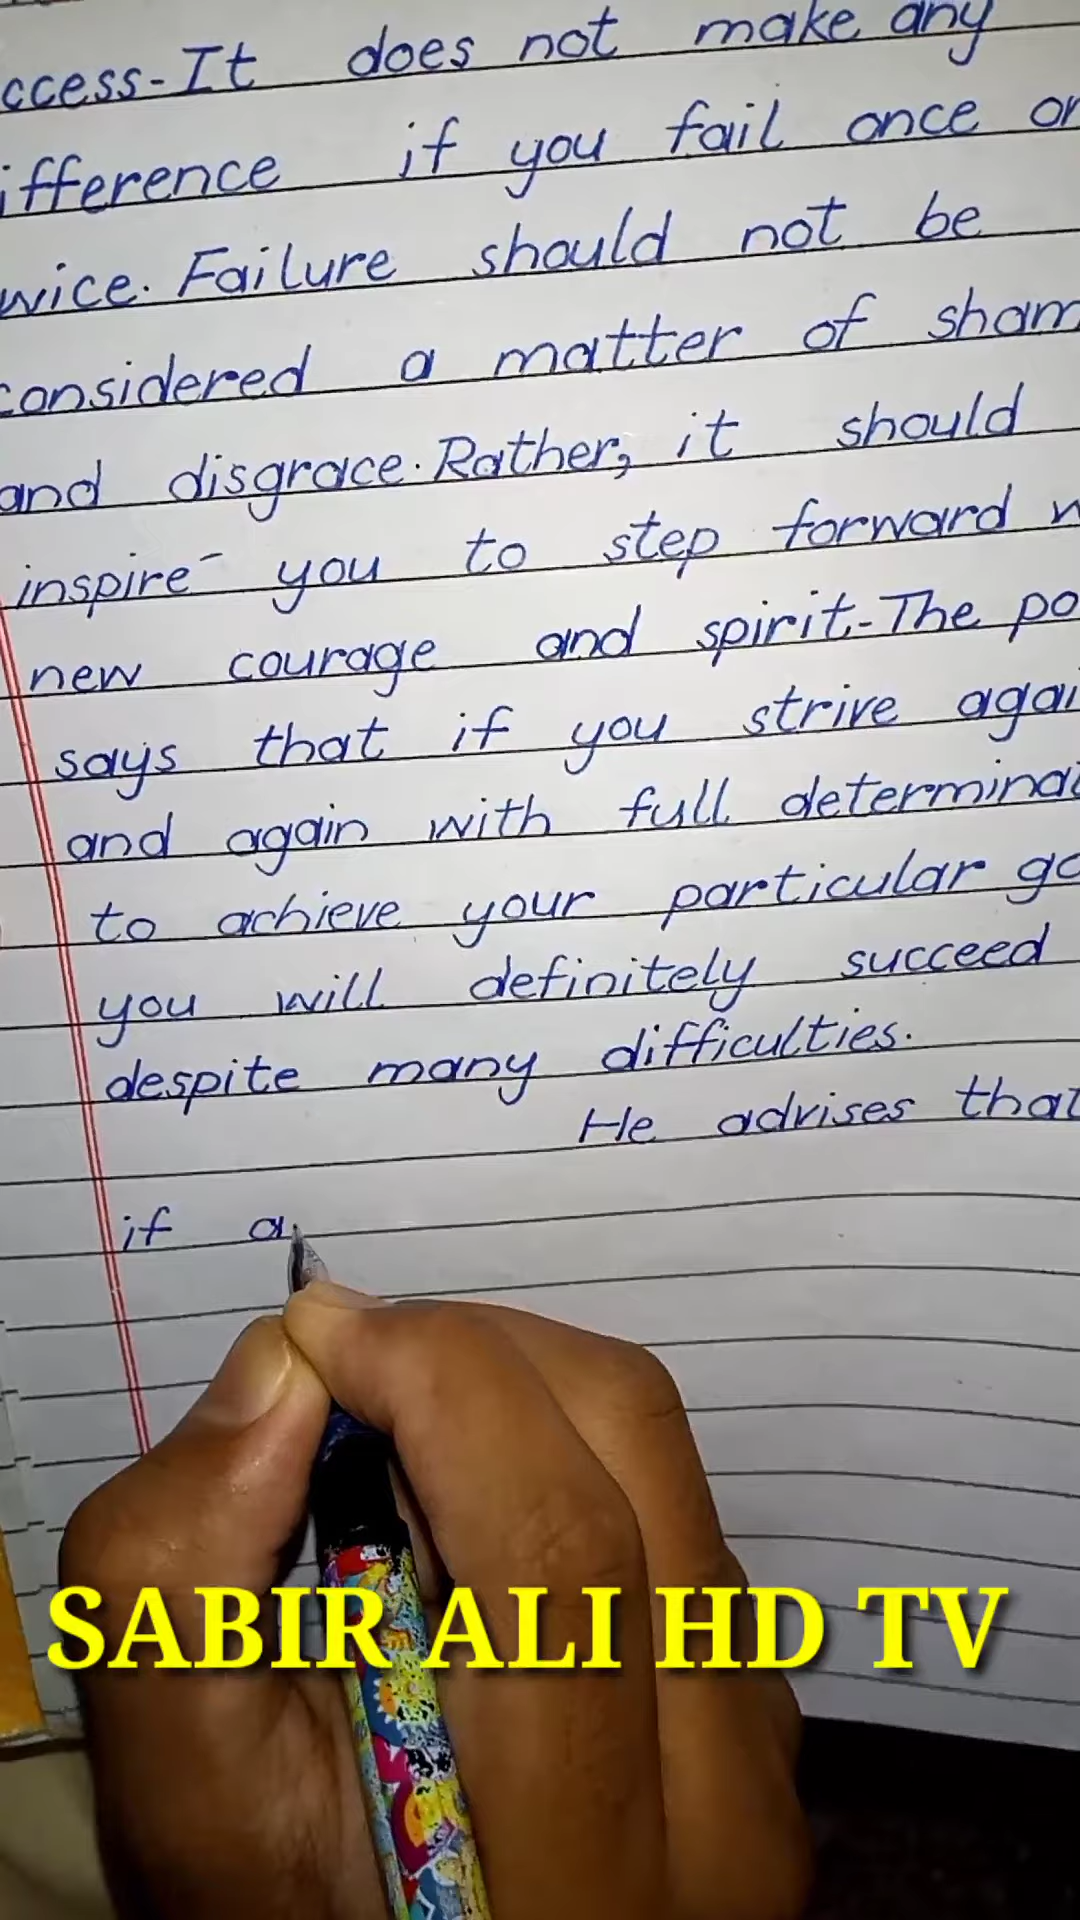 ccess-It does not make any
ifference if you fail once or
wice. Failure should not be
considered a matter of sham
and disgrace. Rather, it should
inspire you to step forward w
new courage and spirit.-The po
says that if you strive agai
and again with full determinat
to achieve your particular go
you will definitely succeed
despite many difficulties.
He advises that
if a
SABIR ALI HD TV